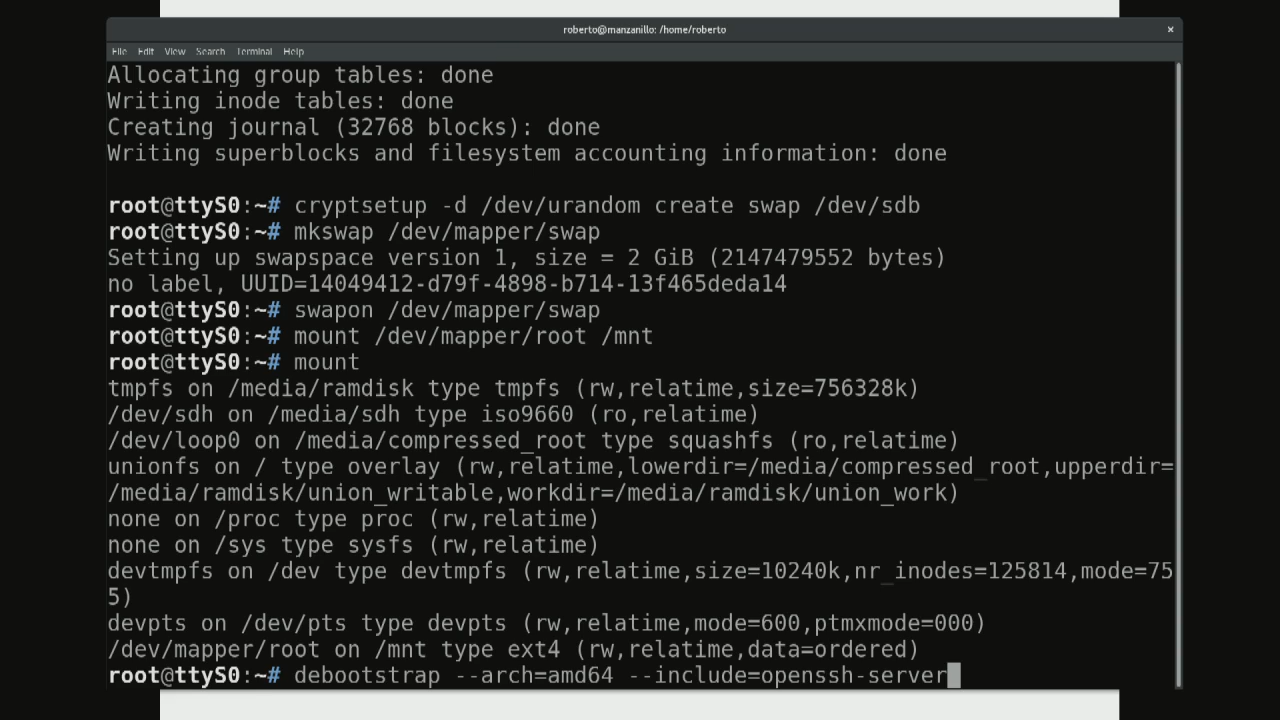 roberto@manzanillo: /home/roberto
×
File Edit View Search Terminal Help
Allocating group tables: done
Writing inode tables: done
Creating journal (32768 blocks): done
Writing superblocks and filesystem accounting information: done
root@ttyS0:~# cryptsetup -d /dev/urandom create swap /dev/sdb
root@ttyS0:~# mkswap /dev/mapper/swap
Setting up swapspace version 1, size = 2 GiB (2147479552 bytes)
no label, UUID=14049412-d79f-4898-b714-13f465deda14
root@ttyS0:~# swapon /dev/mapper/swap
root@ttyS0:~# mount /dev/mapper/root /mnt
root@ttyS0:~# mount
tmpfs on /media/ramdisk type tmpfs (rw,relatime,size=756328k)
/dev/sdh on /media/sdh type iso9660 (ro,relatime)
/dev/loop0 on /media/compressed_root type squashfs (ro,relatime)
unionfs on / type overlay (rw,relatime,lowerdir=/media/compressed_root,upperdir=
/media/ramdisk/union_writable,workdir=/media/ramdisk/union_work)
none on /proc type proc (rw,relatime)
none on /sys type sysfs (rw,relatime)
devtmpfs on /dev type devtmpfs (rw,relatime,size=10240k,nr_inodes=125814,mode=75
5)
devpts on /dev/pts type devpts (rw,relatime,mode=600,ptmxmode=000)
/dev/mapper/root on /mnt type ext4 (rw,relatime,data=ordered)
root@ttyS0:~# debootstrap --arch=amd64 --include=openssh-server